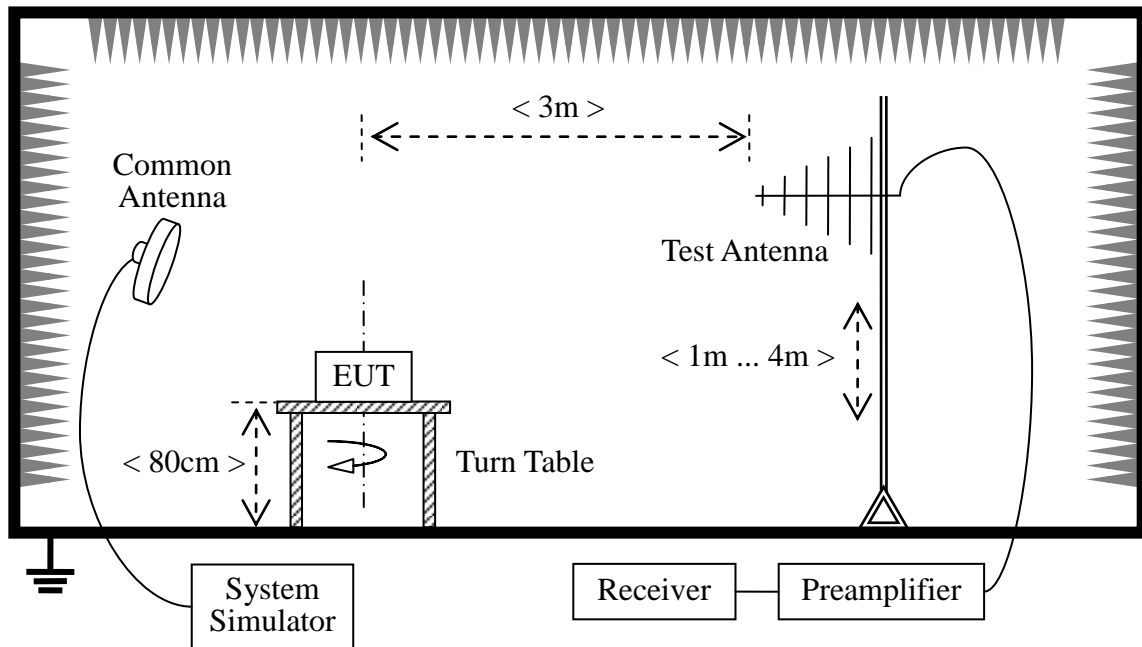 < 3m >
Common
Antenna
Test Antenna
< 1m ... 4m >
EUT
< 80cm >
Turn Table
System
Simulator
Receiver
Preamplifier